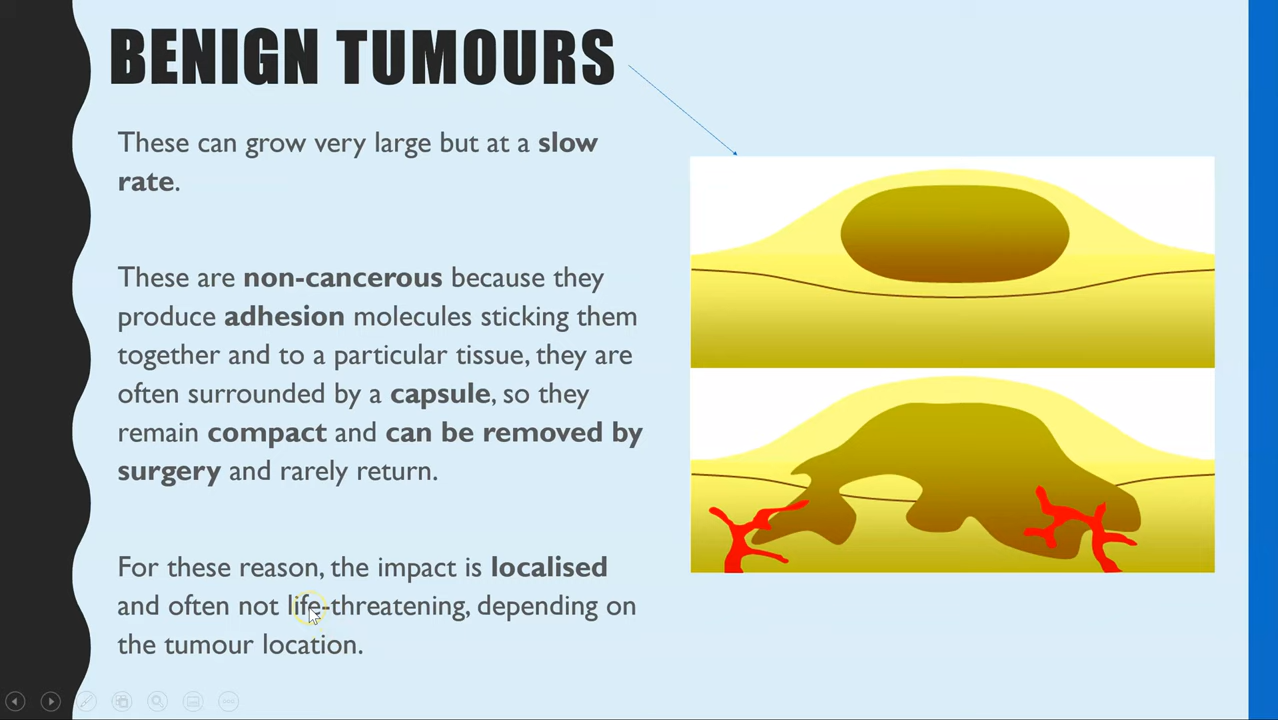 BENIGN TUMOURS
These can grow very large but at a slow
rate.
These are non-cancerous because they
produce adhesion molecules sticking them
together and to a particular tissue, they are
often surrounded by a capsule, so they
remain compact and can be removed by
surgery and rarely return.
For these reason, the impact is localised
and often not life-threatening, depending on
the tumour location.